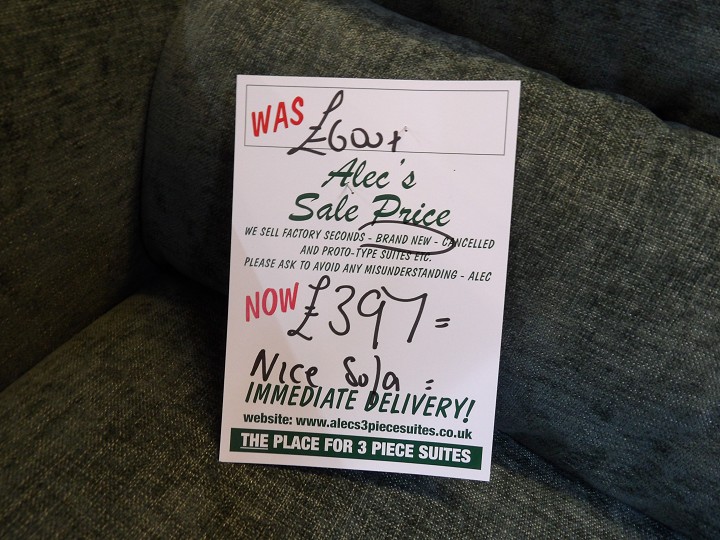 WAS £600+
Alec's
Sale Price
WE SELL FACTORY SECONDS - BRAND NEW - CANCELLED
AND PROTO-TYPE SUITES ETC.
PLEASE ASK TO AVOID ANY MISUNDERSTANDING - ALEC
NOW £397=
Nice Sofa =
IMMEDIATE DELIVERY!
website: www.alecs3piecesuites.co.uk
THE PLACE FOR 3 PIECE SUITES